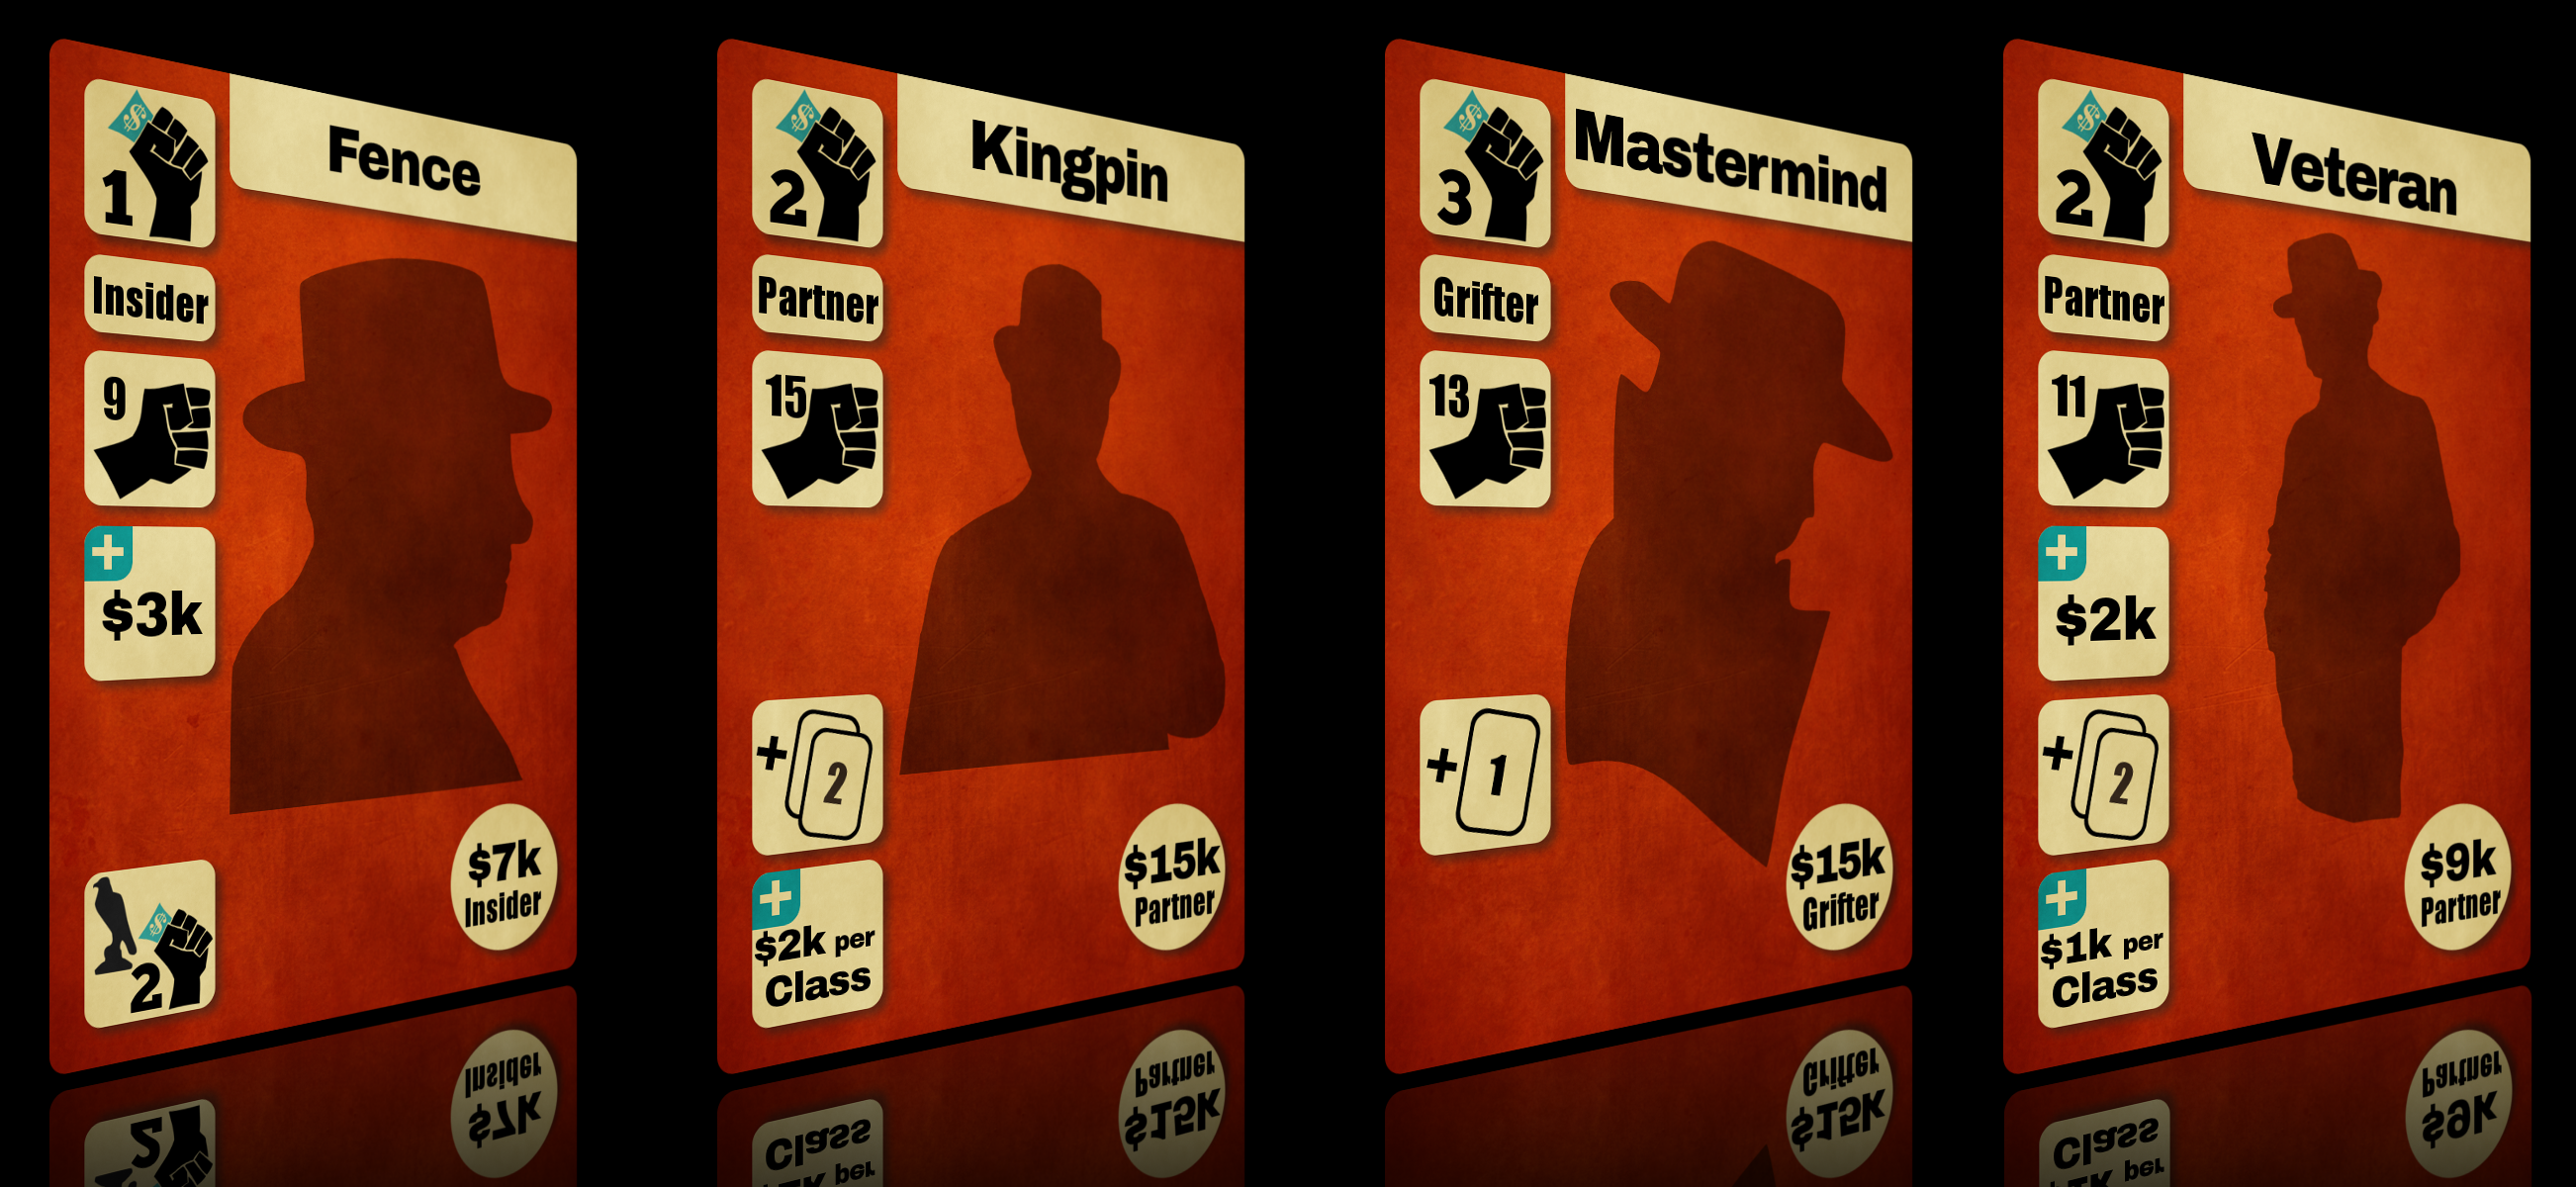 Fence
$
1
Insider
9
+
$3k
$
2
$7k
Insider
Kingpin
$
2
Partner
15
+
2
+
$2k per
Class
$15k
Partner
Mastermind
$
3
Grifter
13
+
1
$15k
Grifter
Veteran
$
2
Partner
11
+
$2k
+
2
+
$1k per
Class
$9k
Partner